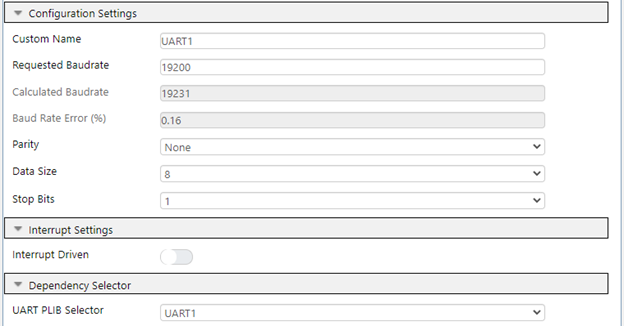 Configuration Settings
Custom Name UART1
Requested Baudrate 19200
Calculated Baudrate 19231
Baud Rate Error (%) 0.16
Parity None
Data Size 8
Stop Bits 1
Interrupt Settings
Interrupt Driven
Dependency Selector
UART PLIB Selector UART1